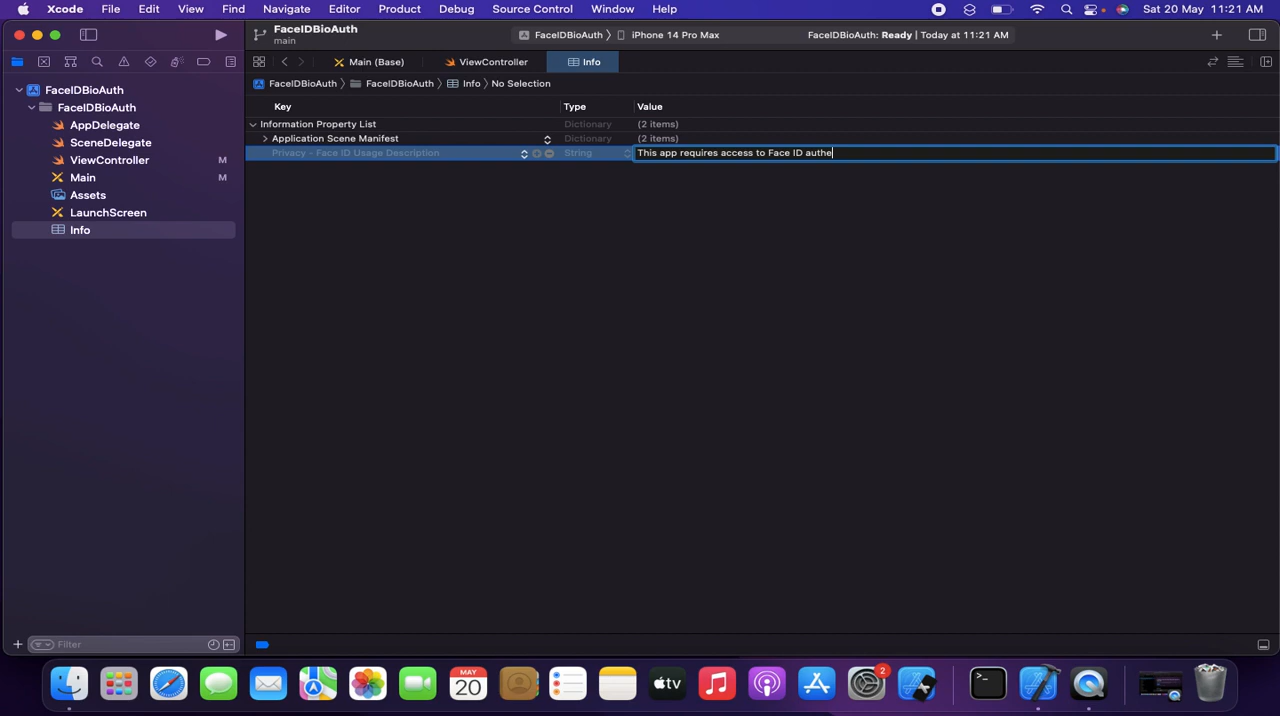 Xcode File Edit View Find Navigate Editor Product Debug Source Control Window Help Sat 20 May 11:21 AM
FaceIDBioAuth
main
FaceIDBioAuth iPhone 14 Pro Max FaceIDBioAuth: Ready | Today at 11:21 AM
Main (Base) ViewController Info
FaceIDBioAuth FaceIDBioAuth Info No Selection
FaceIDBioAuth
FaceIDBioAuth
AppDelegate
SceneDelegate
ViewController M
Main M
Assets
LaunchScreen
Info
Key Type Value
Information Property List Dictionary (2 items)
Application Scene Manifest Dictionary (2 items)
Privacy - Face ID Usage Description String This app requires access to Face ID authe
Filter
MAY
20
tv
2